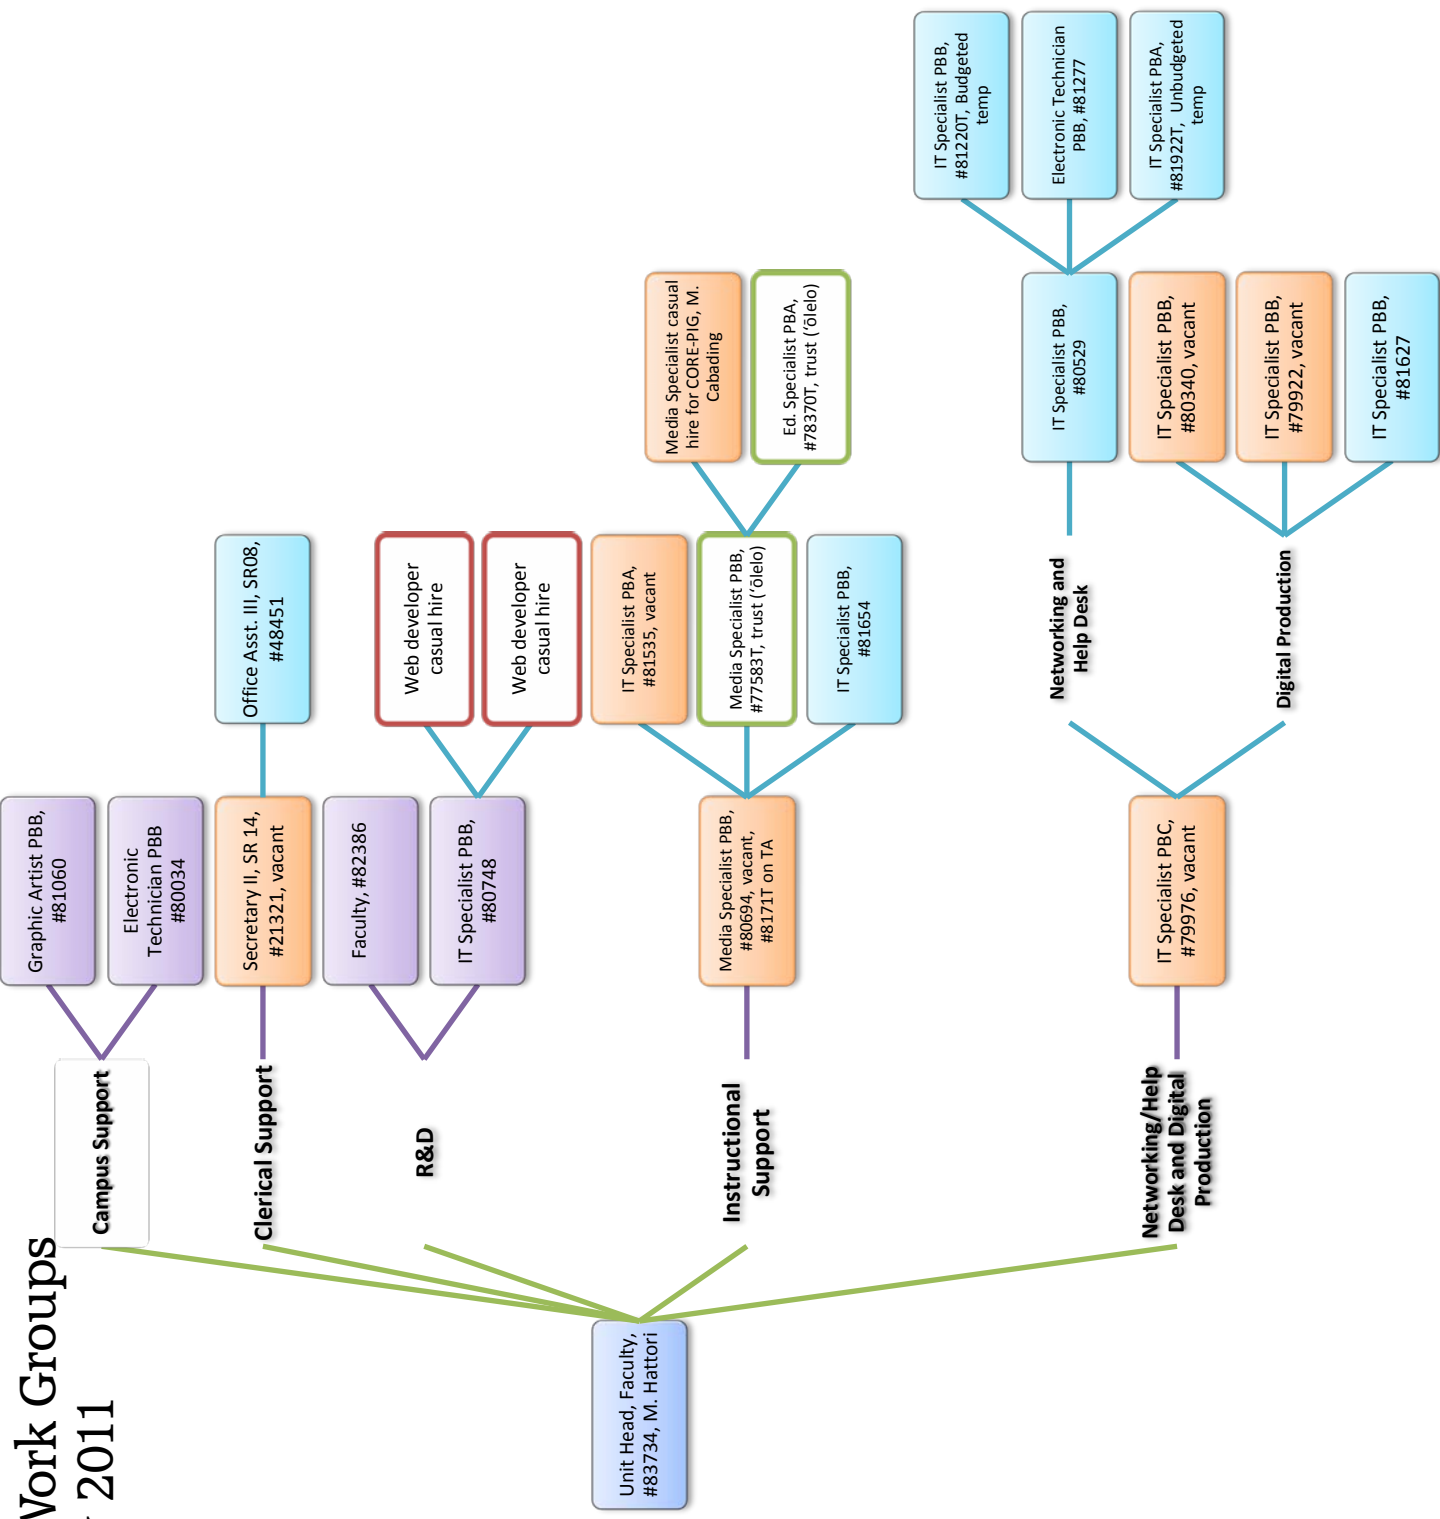 Work Groups
2011
Unit Head, Faculty,
#83734, M. Hattori
Campus Support
Graphic Artist PBB,
#81060
Electronic
Technician PBB
#80034
Clerical Support
Secretary II, SR 14,
#21321, vacant
Office Asst. III, SR08,
#48451
R&D
Faculty, #82386
IT Specialist PBB,
#80748
Web developer
casual hire
Web developer
casual hire
Instructional
Support
Media Specialist PBB,
#80694, vacant,
#8171T on TA
IT Specialist PBA,
#81535, vacant
Media Specialist PBB,
#77583T, trust (‘ōlelo)
Media Specialist casual
hire for CORE-PIG, M.
Cabading
Ed. Specialist PBA,
#78370T, trust (‘ōlelo)
IT Specialist PBB,
#81654
Networking/Help
Desk and Digital
Production
IT Specialist PBC,
#79976, vacant
Networking and
Help Desk
IT Specialist PBB,
#80529
IT Specialist PBB,
#81220T, Budgeted
temp
Electronic Technician
PBB, #81277
IT Specialist PBA,
#81922T, Unbudgeted
temp
Digital Production
IT Specialist PBB,
#80340, vacant
IT Specialist PBB,
#79922, vacant
IT Specialist PBB,
#81627